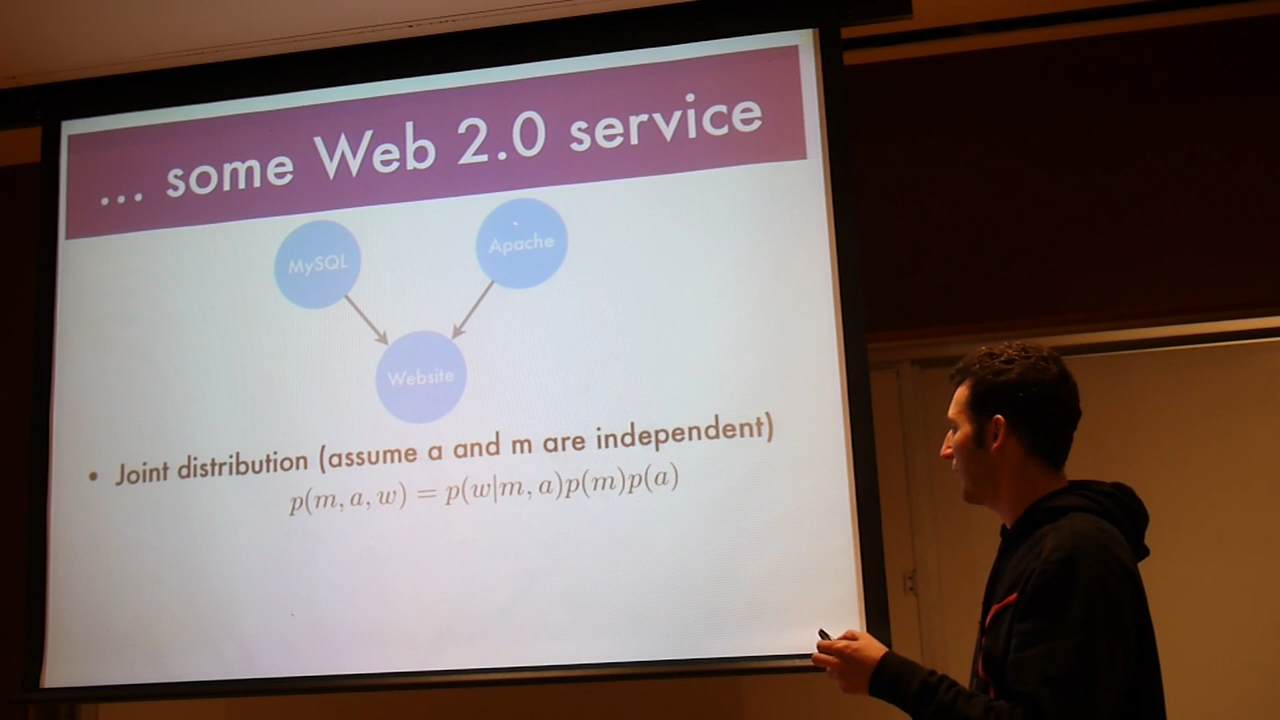 ... some Web 2.0 service
MySQL
Apache
Website
• Joint distribution (assume a and m are independent)
p(m, a, w) = p(w|m, a)p(m)p(a)